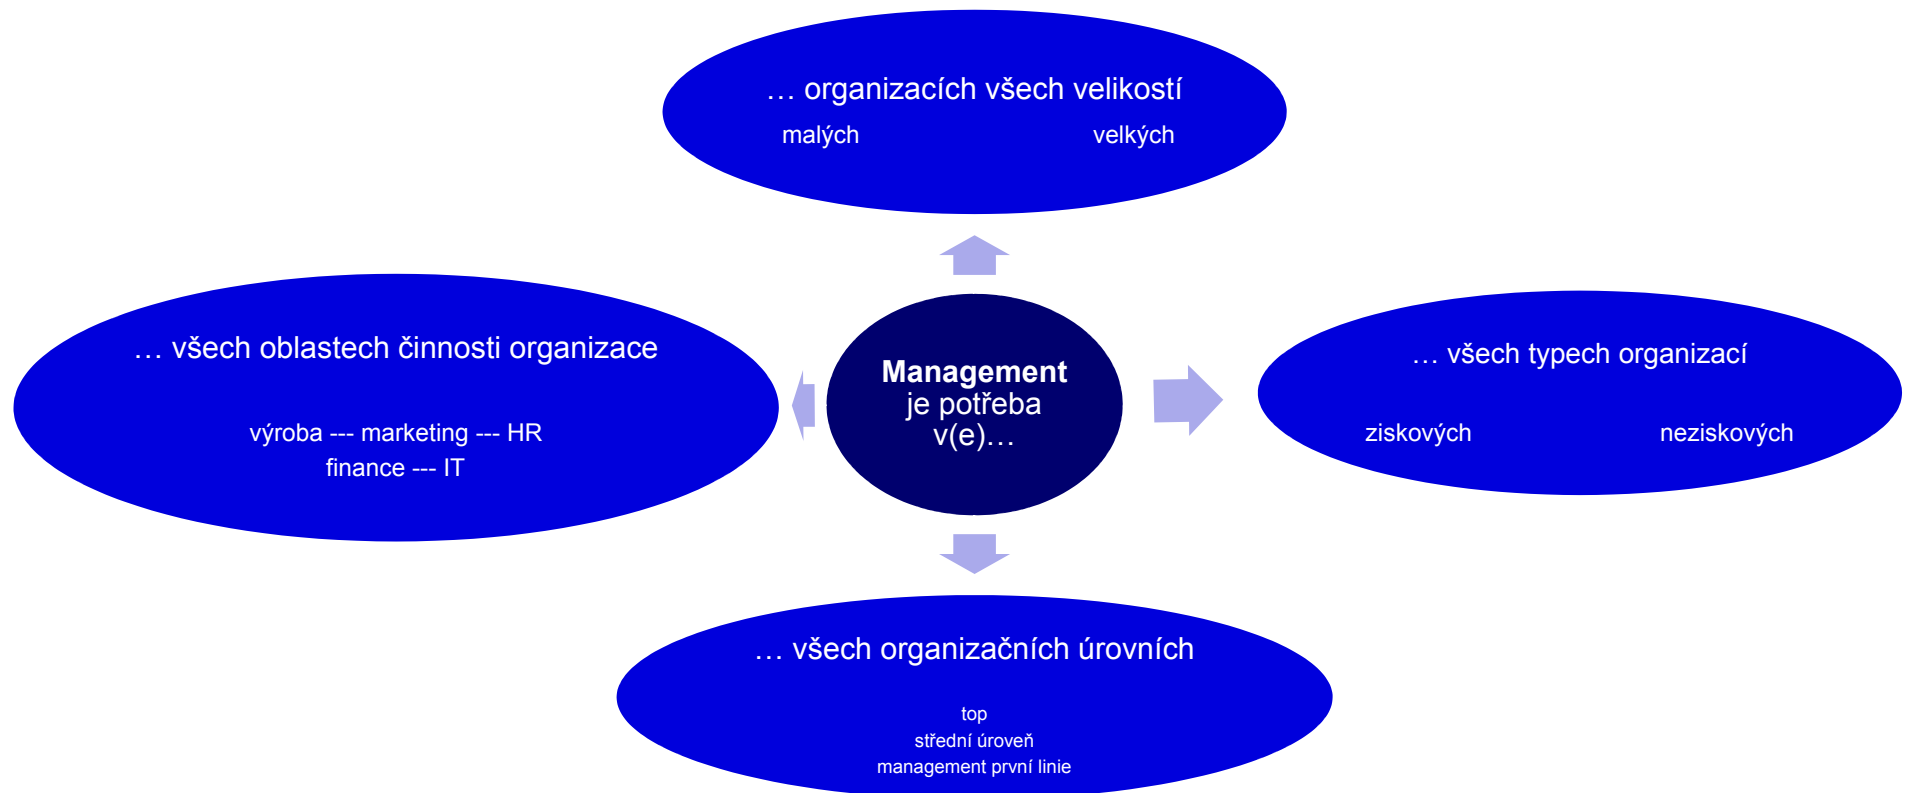 … organizacích všech velikostí
malých velkých
… všech oblastech činnosti organizace
výroba --- marketing --- HR
finance --- IT
Management
je potřeba
v(e)…
… všech typech organizací
ziskových neziskových
… všech organizačních úrovních
top
střední úroveň
management první linie